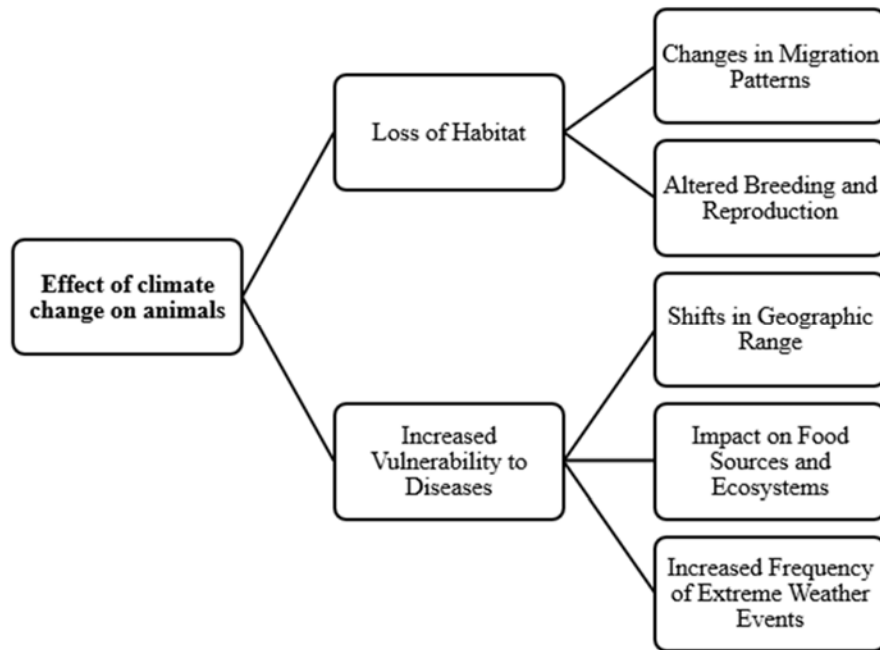 Effect of climate
change on animals
Loss of Habitat
Changes in Migration
Patterns
Altered Breeding and
Reproduction
Increased
Vulnerability to
Diseases
Shifts in Geographic
Range
Impact on Food
Sources and
Ecosystems
Increased Frequency
of Extreme Weather
Events